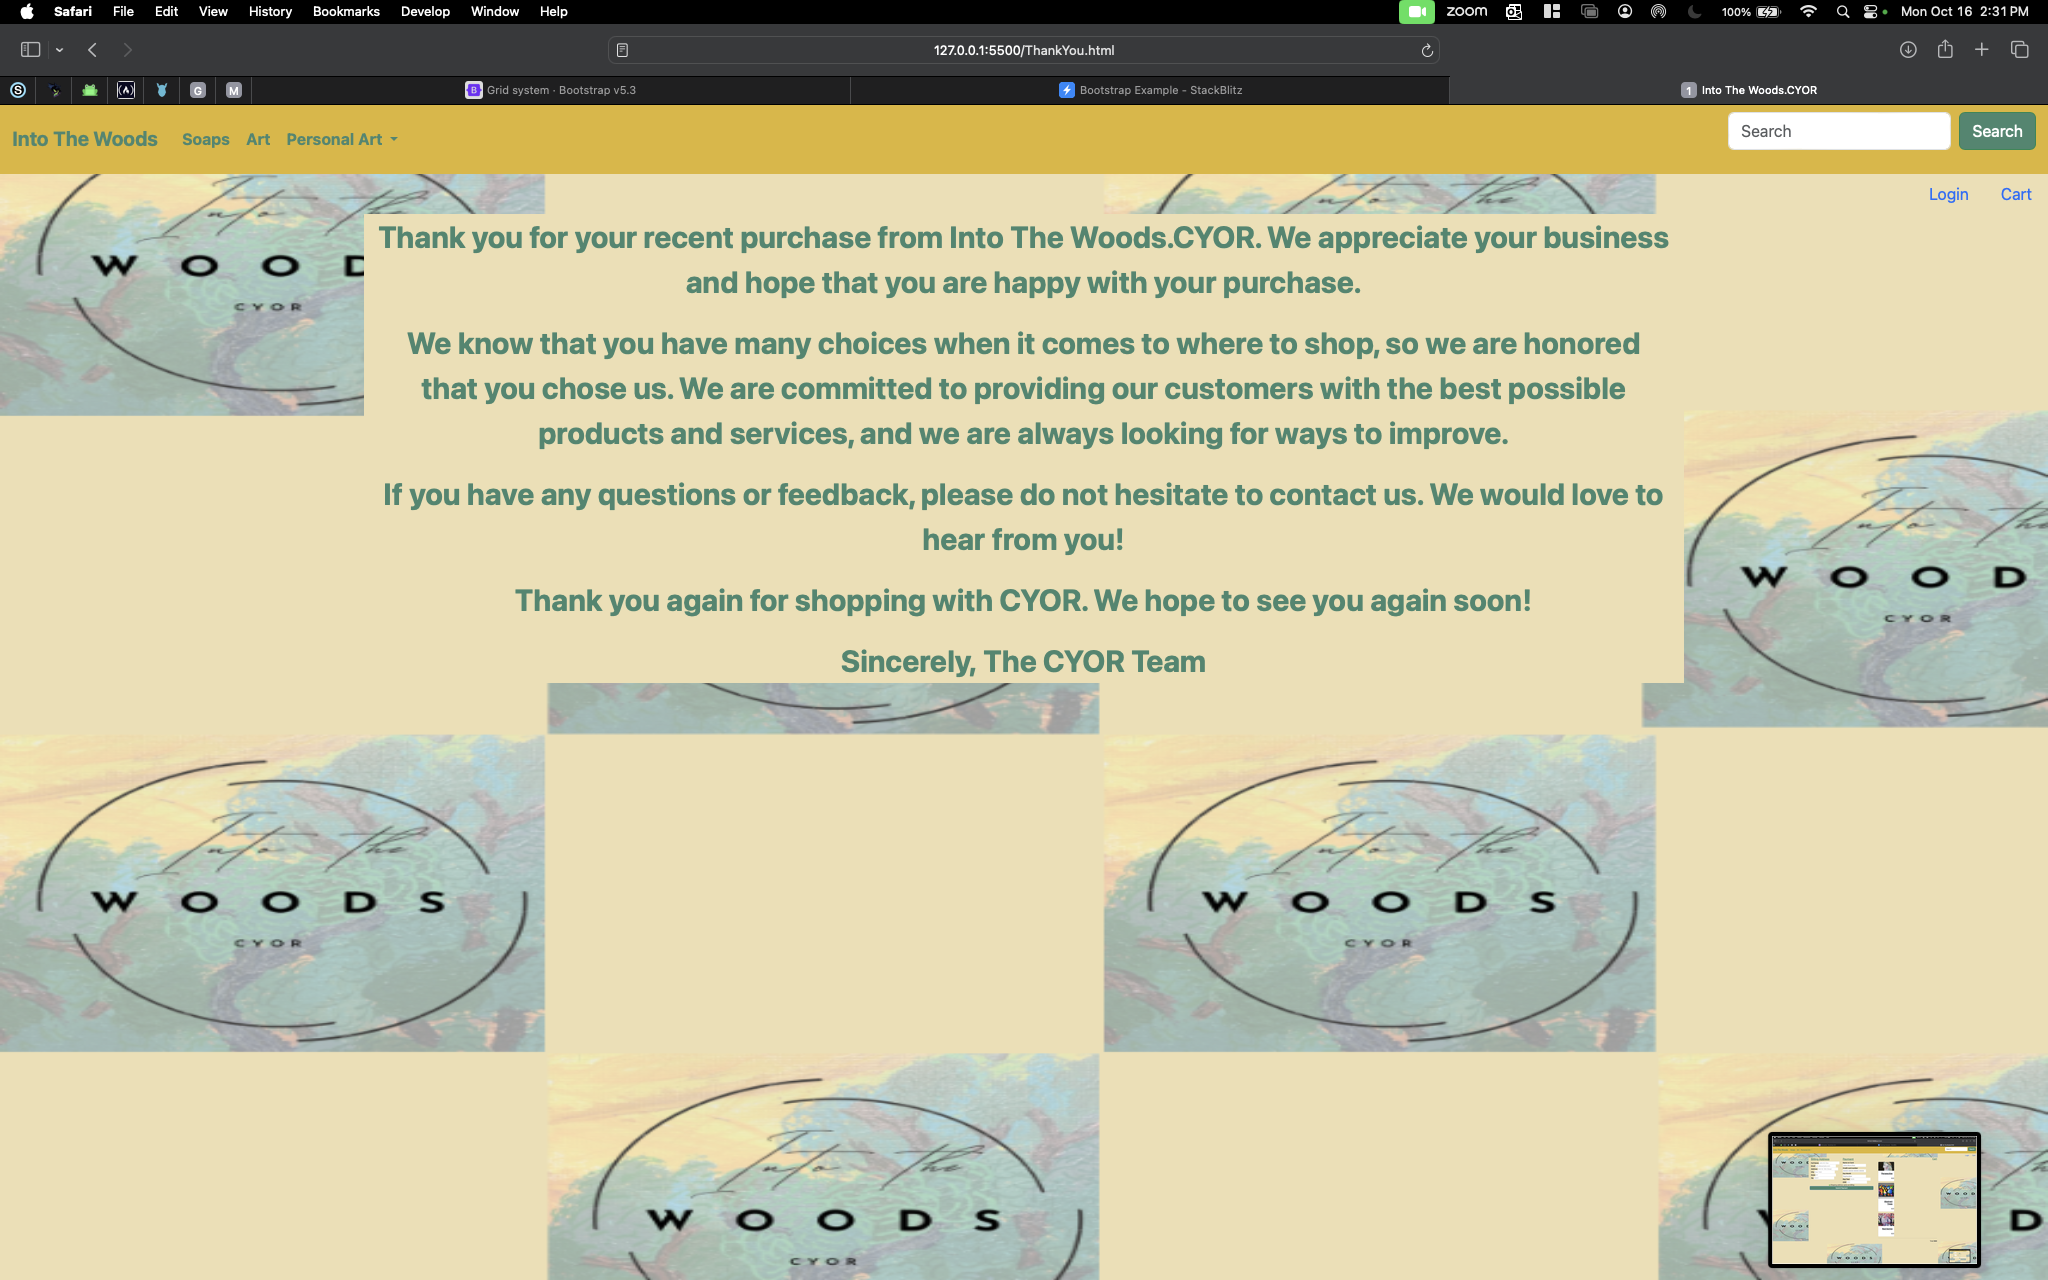 Safari File Edit View History Bookmarks Develop Window Help zoom 100% Mon Oct 16 2:31 PM
127.0.0.1:5500/ThankYou.html
G M Grid system · Bootstrap v5.3 Bootstrap Example - StackBlitz 1 Into The Woods.CYOR
Into The Woods Soaps Art Personal Art Search Search
Login Cart
Into the
Into the
Thank you for your recent purchase from Into The Woods.CYOR. We appreciate your business
and hope that you are happy with your purchase.
WOOD
CYOR
We know that you have many choices when it comes to where to shop, so we are honored
that you chose us. We are committed to providing our customers with the best possible
products and services, and we are always looking for ways to improve.
If you have any questions or feedback, please do not hesitate to contact us. We would love to
hear from you!
Into the
WOOD
CYOR
Thank you again for shopping with CYOR. We hope to see you again soon!
Sincerely, The CYOR Team
Into the
WOODS
CYOR
Into the
WOODS
CYOR
Into the
WOODS
CYOR
D